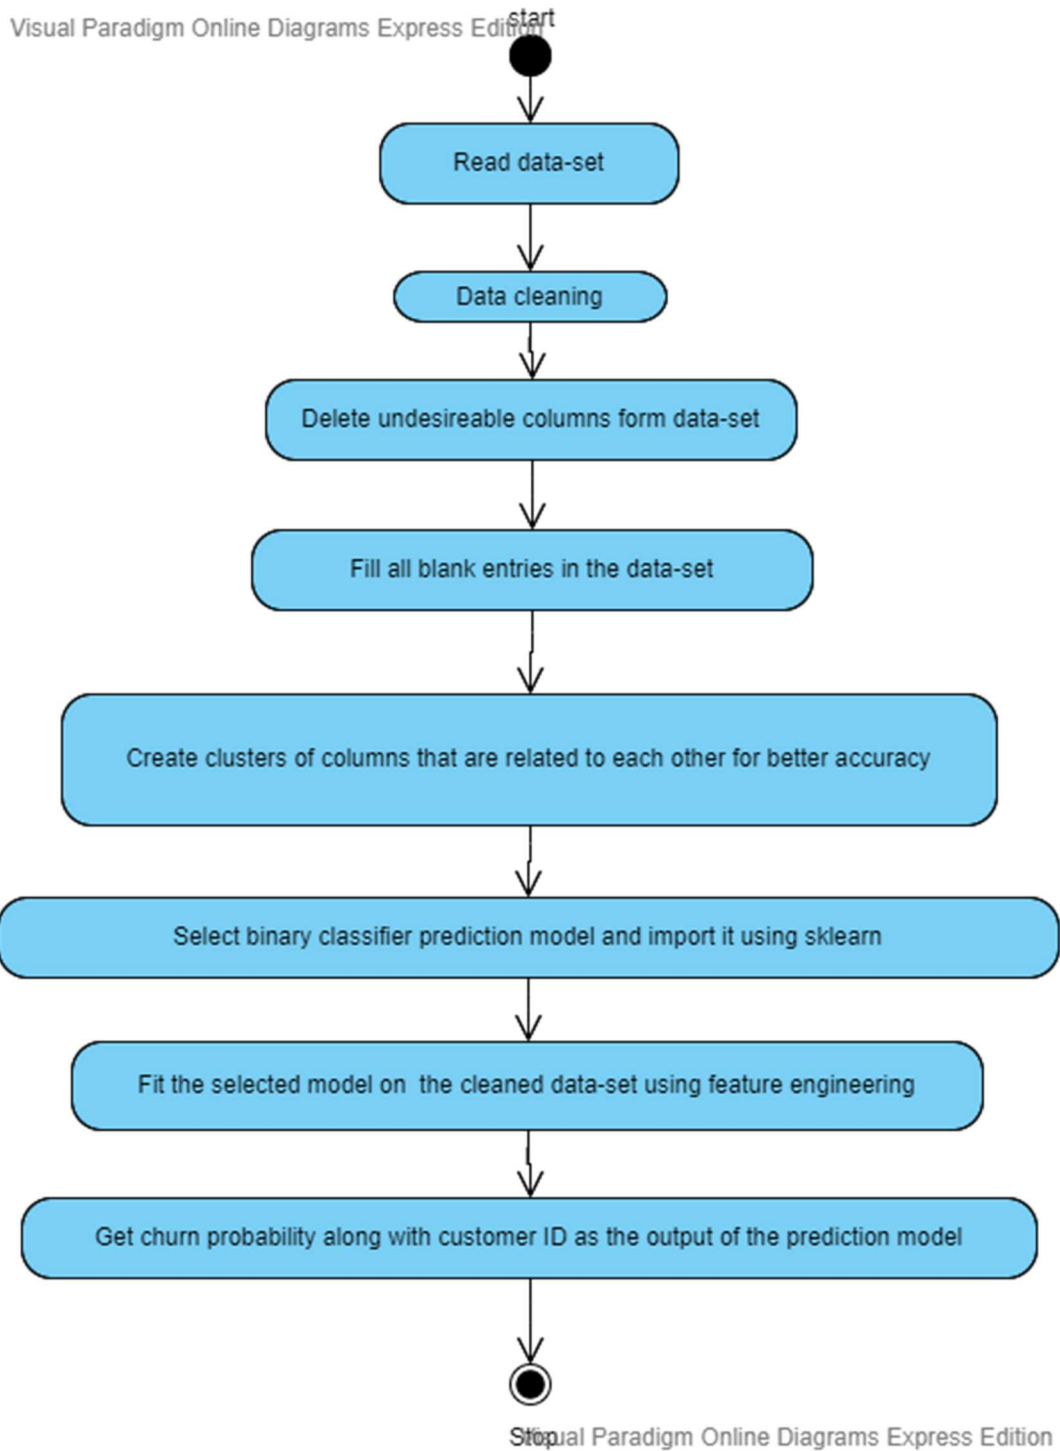 start
Visual Paradigm Online Diagrams Express Edition
Read data-set
Data cleaning
Delete undesireable columns form data-set
Fill all blank entries in the data-set
Create clusters of columns that are related to each other for better accuracy
Select binary classifier prediction model and import it using sklearn
Fit the selected model on  the cleaned data-set using feature engineering
Get churn probability along with customer ID as the output of the prediction model
Stop
Visual Paradigm Online Diagrams Express Edition